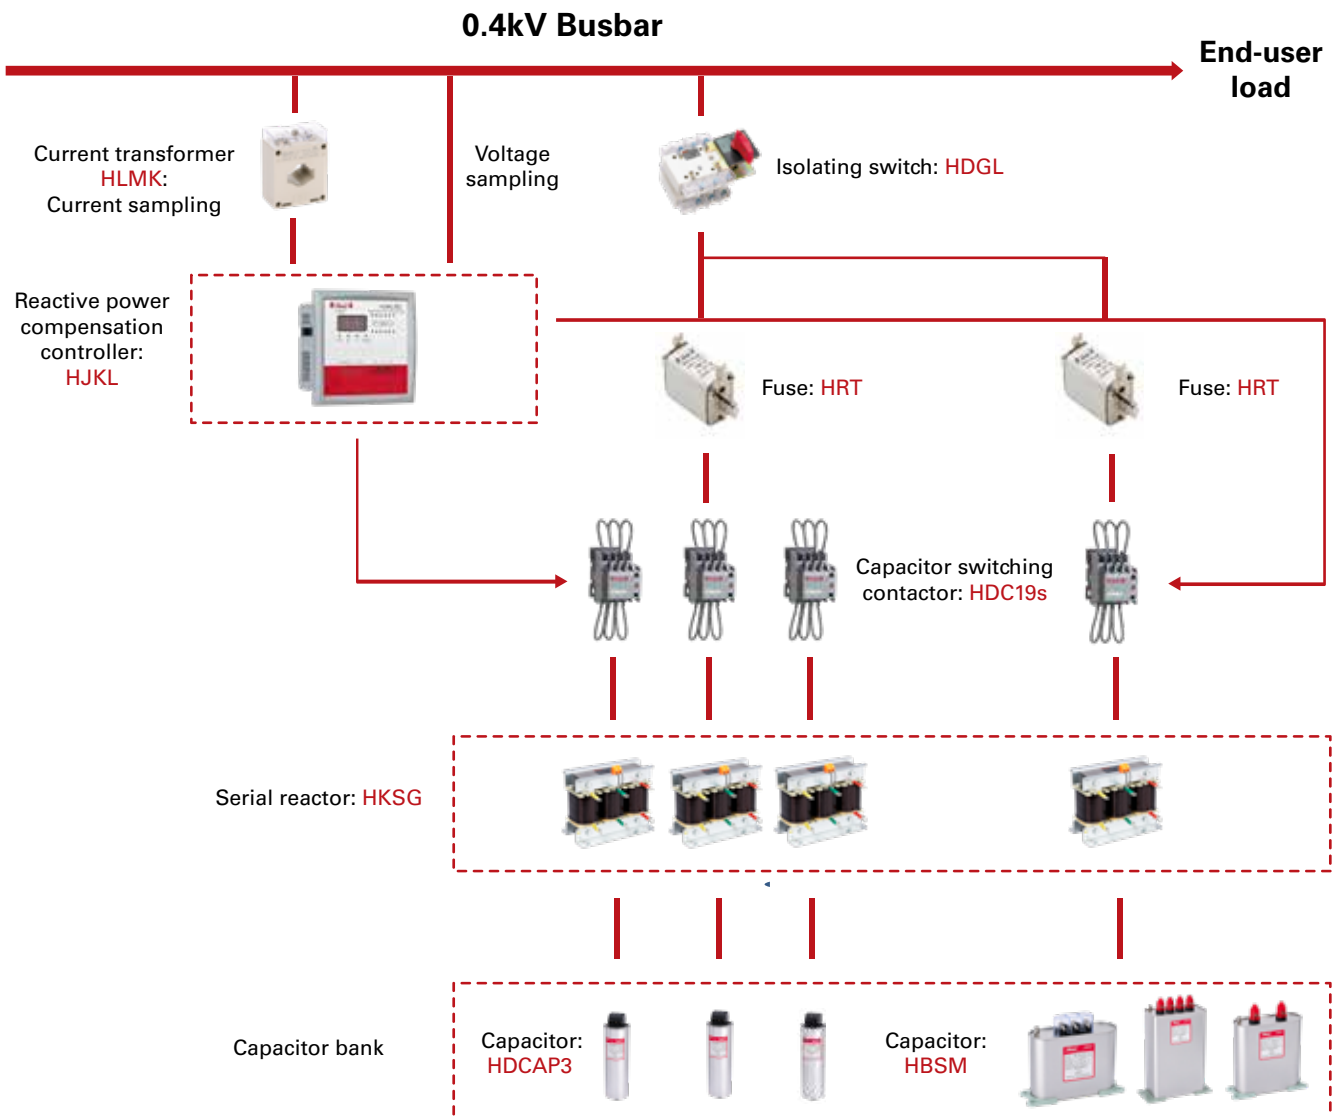 0.4kV Busbar
End-user
load
Current transformer
HLMK:
Current sampling
Voltage
sampling
Isolating switch: HDGL
Reactive power
compensation
controller:
HJKL
Fuse: HRT
Fuse: HRT
Capacitor switching
contactor: HDC19s
Serial reactor: HKSG
Capacitor bank
Capacitor:
HDCAP3
Capacitor:
HBSM